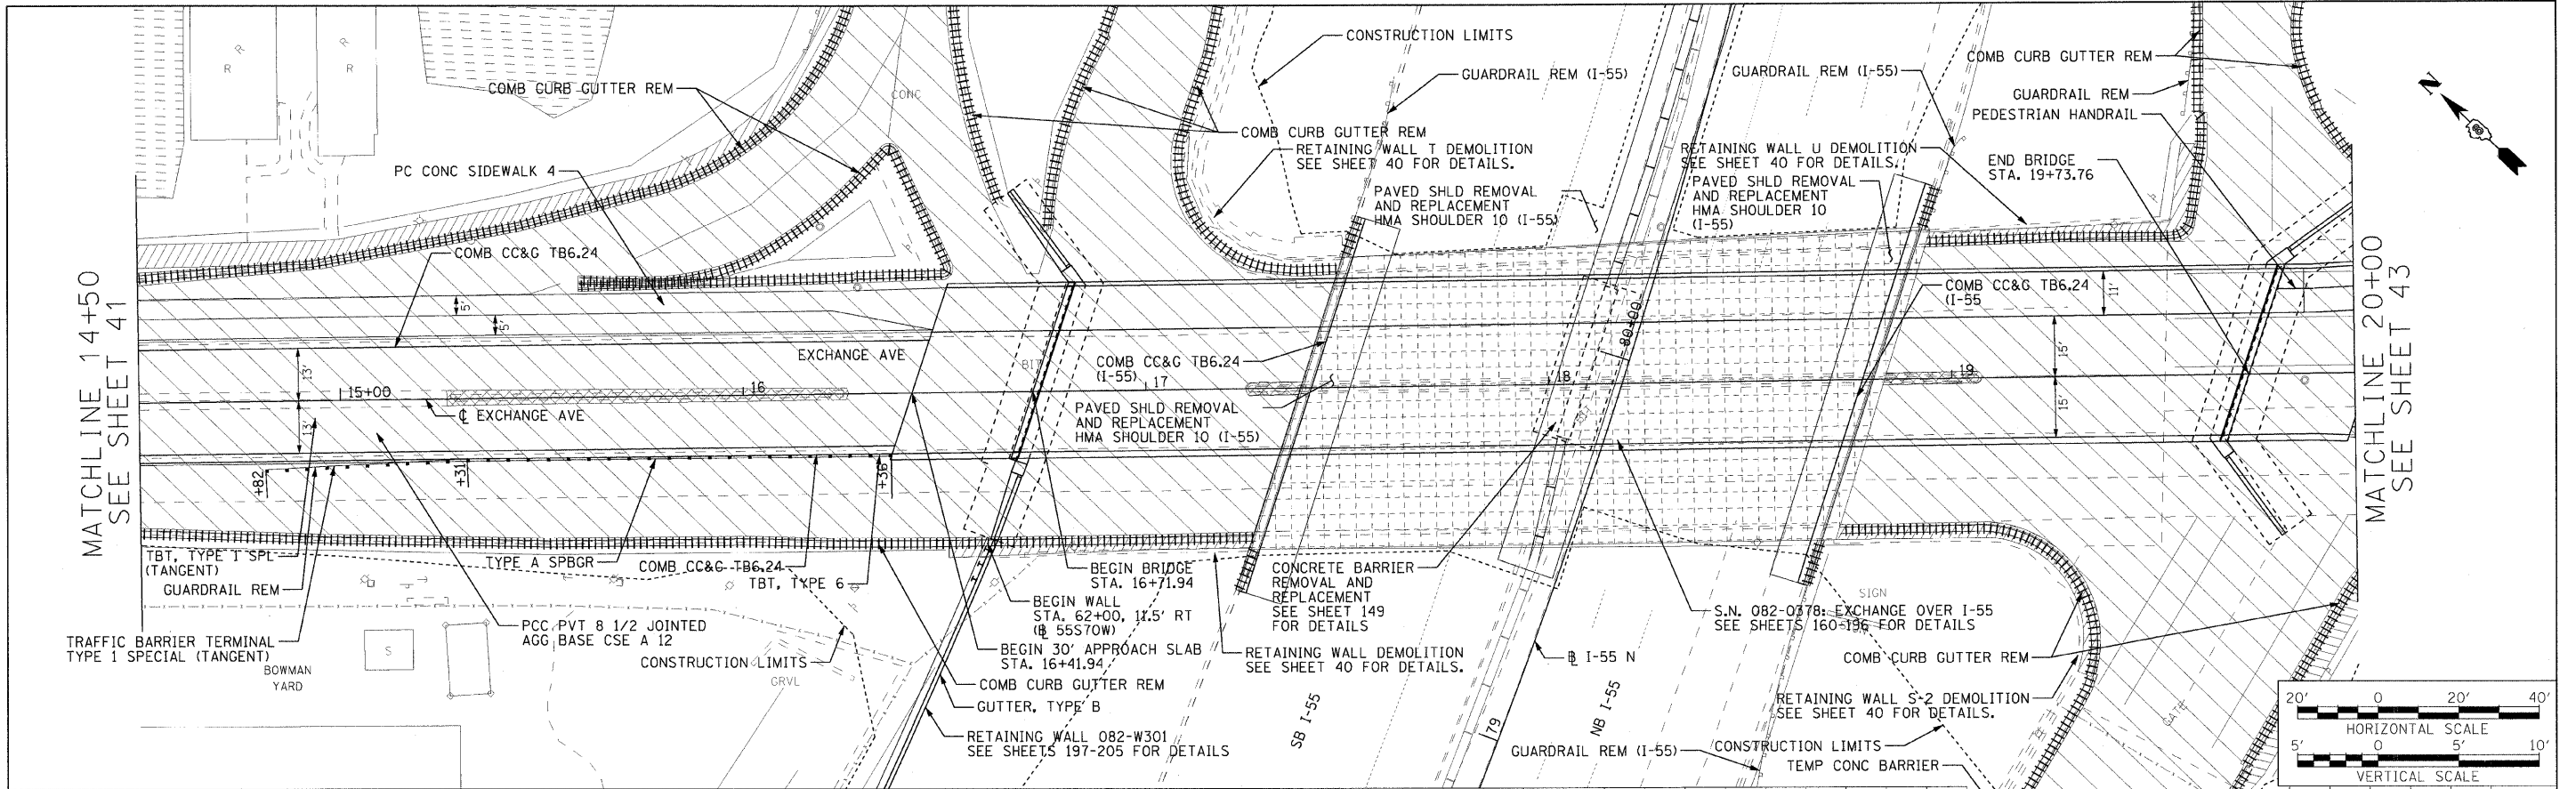 CONSTRUCTION LIMITS
GUARDRAIL REM (I-55)
GUARDRAIL REM (I-55)
COMB CURB GUTTER REM
GUARDRAIL REM
PEDESTRIAN HANDRAIL
N
R
R
R
R
COMB CURB GUTTER REM
CONC
COMB CURB GUTTER REM
RETAINING WALL T DEMOLITION
SEE SHEET 40 FOR DETAILS.
RETAINING WALL U DEMOLITION
SEE SHEET 40 FOR DETAILS.
END BRIDGE
STA. 19+73.76
PC CONC SIDEWALK 4
PAVED SHLD REMOVAL
AND REPLACEMENT
HMA SHOULDER 10 (I-55)
PAVED SHLD REMOVAL
AND REPLACEMENT
HMA SHOULDER 10
(I-55)
MATCHLINE 14+50
SEE SHEET 41
COMB CC&G TB6.24
5'
5'
13'
13'
15+00
16
17
18
19
80+00
11'
15'
15'
COMB CC&G TB6.24
(I-55
MATCHLINE 20+00
SEE SHEET 43
EXCHANGE AVE
BIT
COMB CC&G TB6.24
(I-55)
℄ EXCHANGE AVE
PAVED SHLD REMOVAL
AND REPLACEMENT
HMA SHOULDER 10 (I-55)
+82
+31
+36
TBT, TYPE 1 SPL
(TANGENT)
GUARDRAIL REM
TYPE A SPBGR
COMB CC&G TB6.24
TBT, TYPE 6
TRAFFIC BARRIER TERMINAL
TYPE 1 SPECIAL (TANGENT)
BOWMAN
YARD
S
PCC PVT 8 1/2 JOINTED
AGG BASE CSE A 12
CONSTRUCTION LIMITS
GRVL
BEGIN BRIDGE
STA. 16+71.94
BEGIN WALL
STA. 62+00, 11.5' RT
(B 55S70W)
BEGIN 30' APPROACH SLAB
STA. 16+41.94
COMB CURB GUTTER REM
GUTTER, TYPE B
RETAINING WALL 082-W301
SEE SHEETS 197-205 FOR DETAILS
CONCRETE BARRIER
REMOVAL AND
REPLACEMENT
SEE SHEET 149
FOR DETAILS
RETAINING WALL DEMOLITION
SEE SHEET 40 FOR DETAILS.
SB I-55
B I-55 N
79
NB I-55
SIGN
S.N. 082-0378: EXCHANGE OVER I-55
SEE SHEETS 160-196 FOR DETAILS
COMB CURB GUTTER REM
RETAINING WALL S-2 DEMOLITION
SEE SHEET 40 FOR DETAILS.
GATE
GUARDRAIL REM (I-55)
CONSTRUCTION LIMITS
TEMP CONC BARRIER
20' 0 20' 40'
HORIZONTAL SCALE
5' 0 5' 10'
VERTICAL SCALE